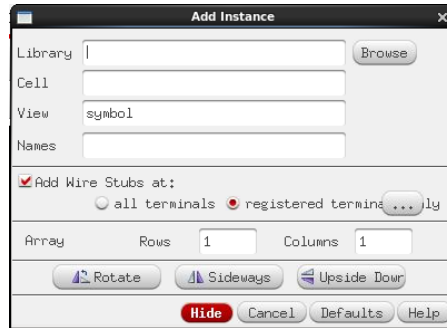 Add Instance
Library Browse
Cell
View symbol
Names
Add Wire Stubs at:
all terminals registered termina ... ly
Array Rows 1 Columns 1
Rotate Sideways Upside Dowr
Hide Cancel Defaults Help